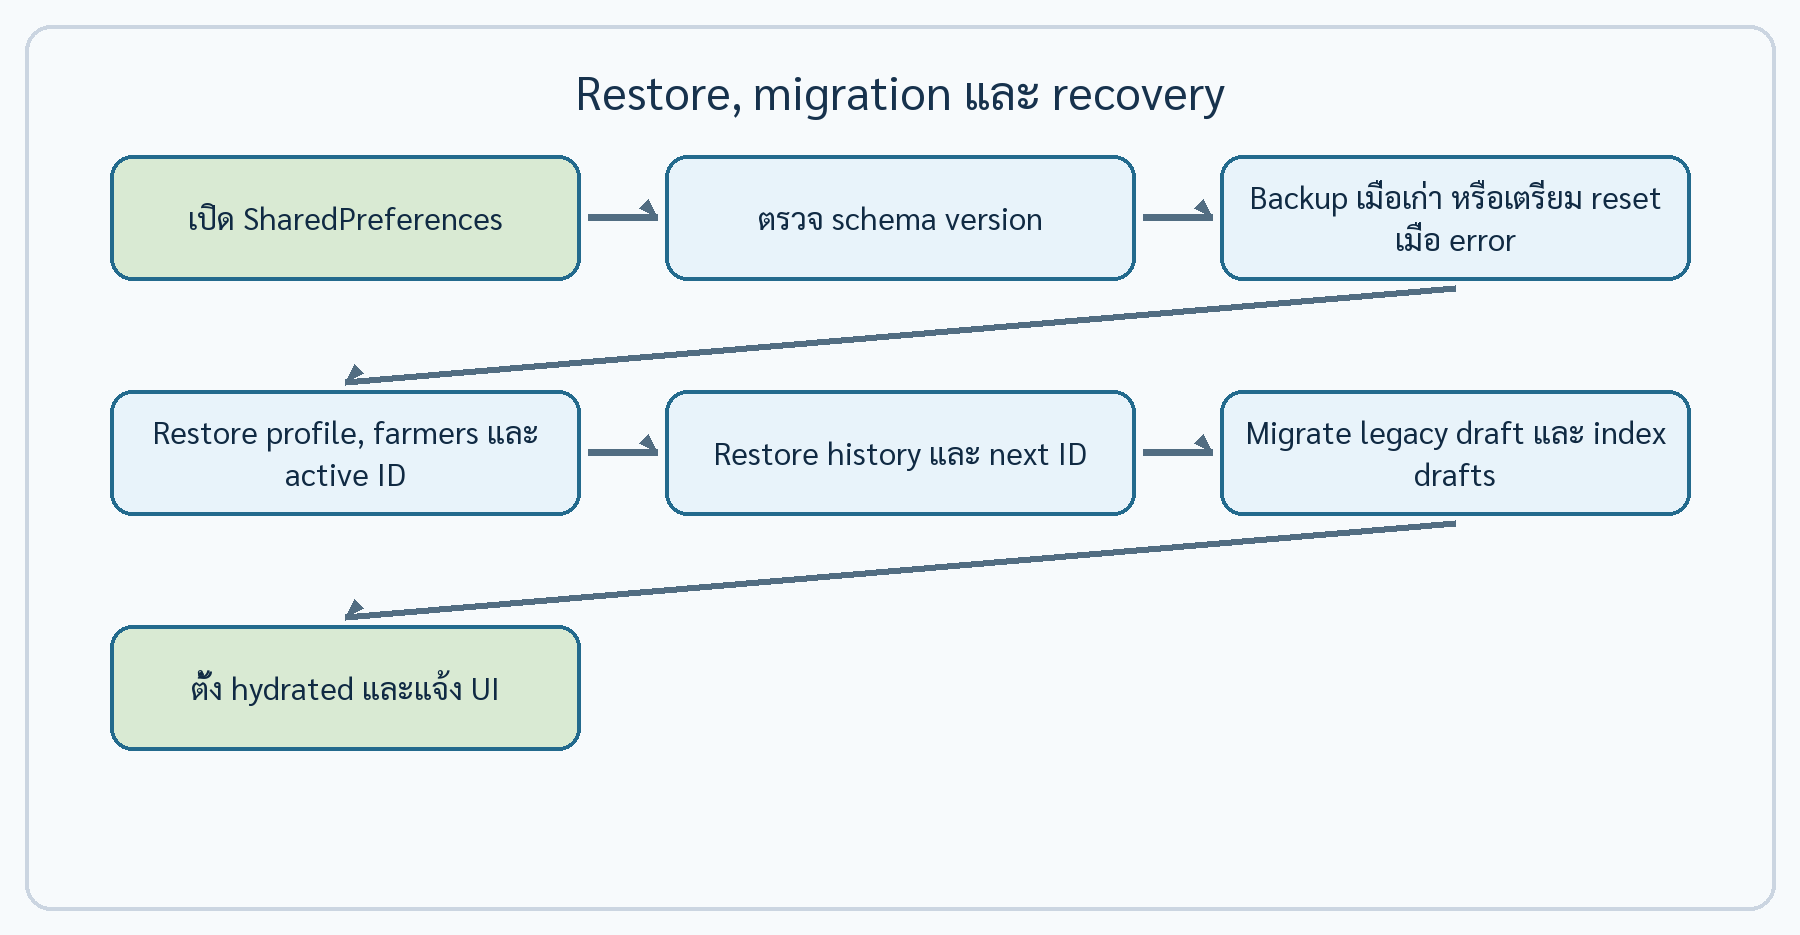 Restore, migration และ recovery
เปิด SharedPreferences
ตรวจ schema version
Backup เมื่อเก่า หรือเตรียม reset
เมื่อ error
Restore profile, farmers และ
active ID
Restore history และ next ID
Migrate legacy draft และ index
drafts
ตั้ง hydrated และแจ้ง UI